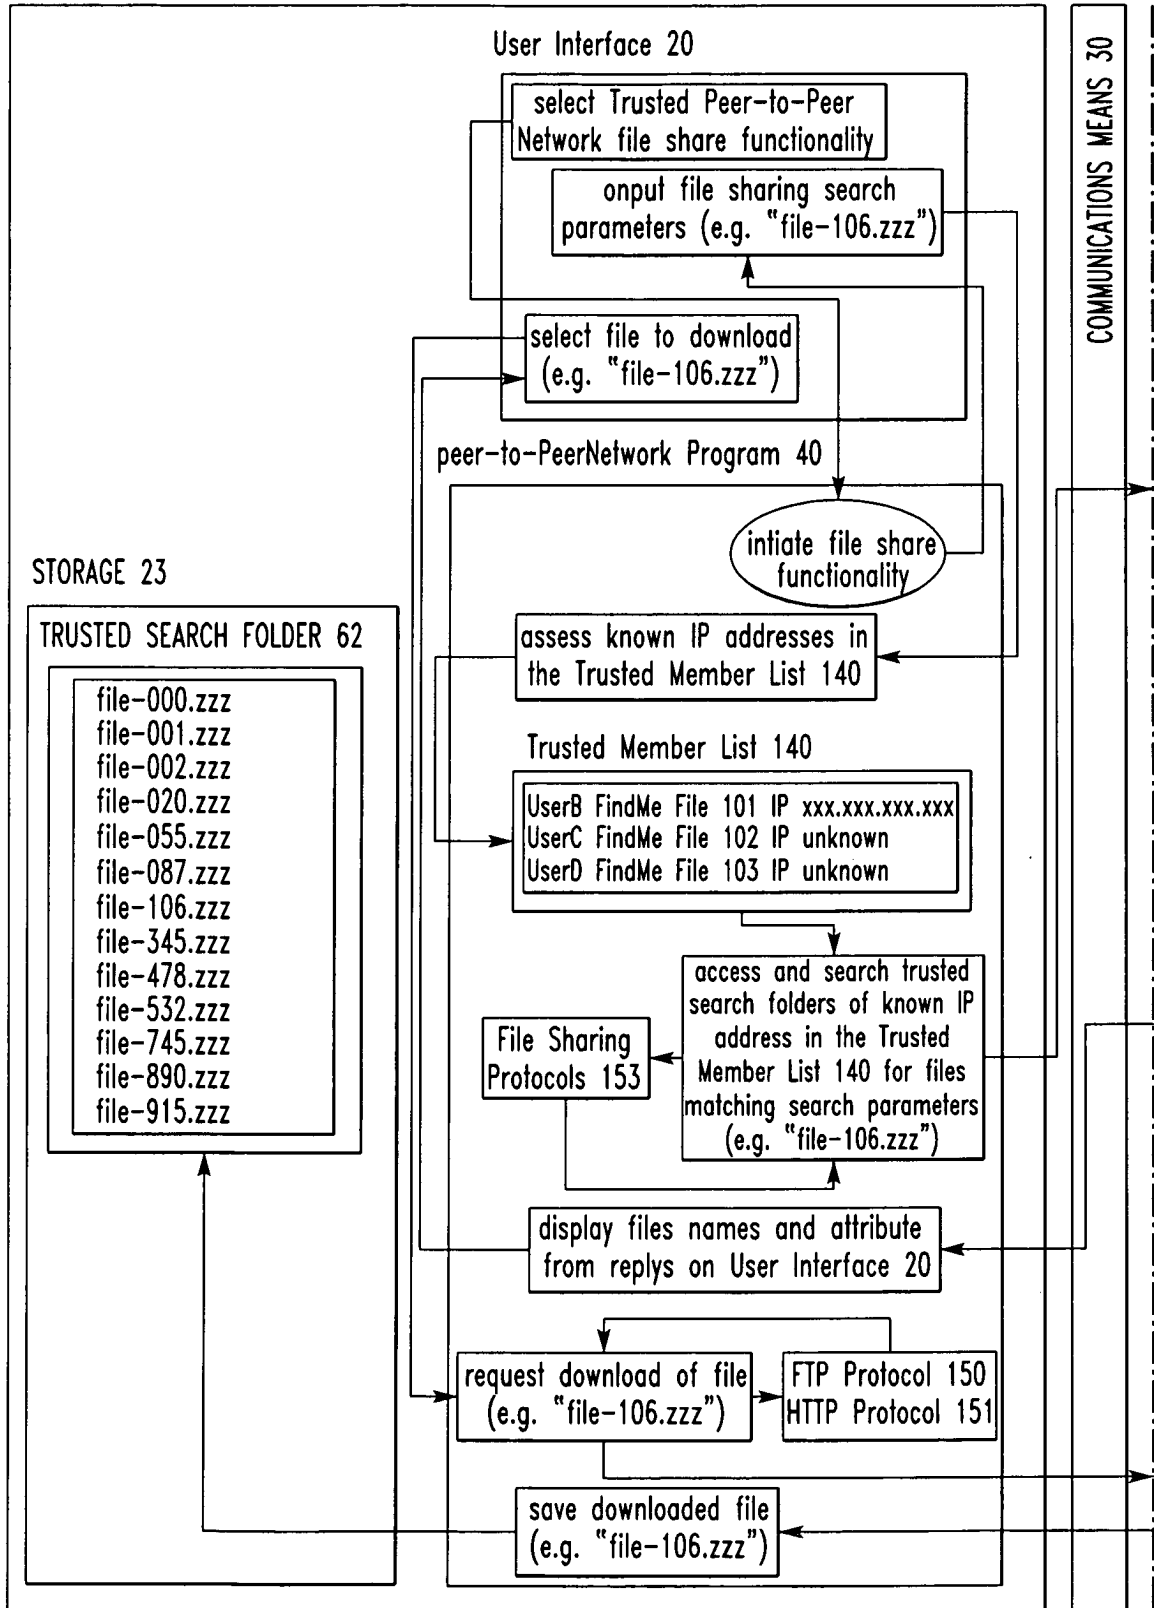 User Interface 20
select Trusted Peer-to-Peer
Network file share functionality
onput file sharing search
parameters (e.g. "file-106.zzz")
select file to download
(e.g. "file-106.zzz")
COMMUNICATIONS MEANS 30
peer-to-PeerNetwork Program 40
intiate file share
functionality
STORAGE 23
TRUSTED SEARCH FOLDER 62
file-000.zzz
file-001.zzz
file-002.zzz
file-020.zzz
file-055.zzz
file-087.zzz
file-106.zzz
file-345.zzz
file-478.zzz
file-532.zzz
file-745.zzz
file-890.zzz
file-915.zzz
assess known IP addresses in
the Trusted Member List 140
Trusted Member List 140
UserB FindMe File 101 IP xxx.xxx.xxx.xxx
UserC FindMe File 102 IP unknown
UserD FindMe File 103 IP unknown
access and search trusted
search folders of known IP
address in the Trusted
Member List 140 for files
matching search parameters
(e.g. "file-106.zzz")
File Sharing
Protocols 153
display files names and attribute
from replys on User Interface 20
request download of file
(e.g. "file-106.zzz")
FTP Protocol 150
HTTP Protocol 151
save downloaded file
(e.g. "file-106.zzz")